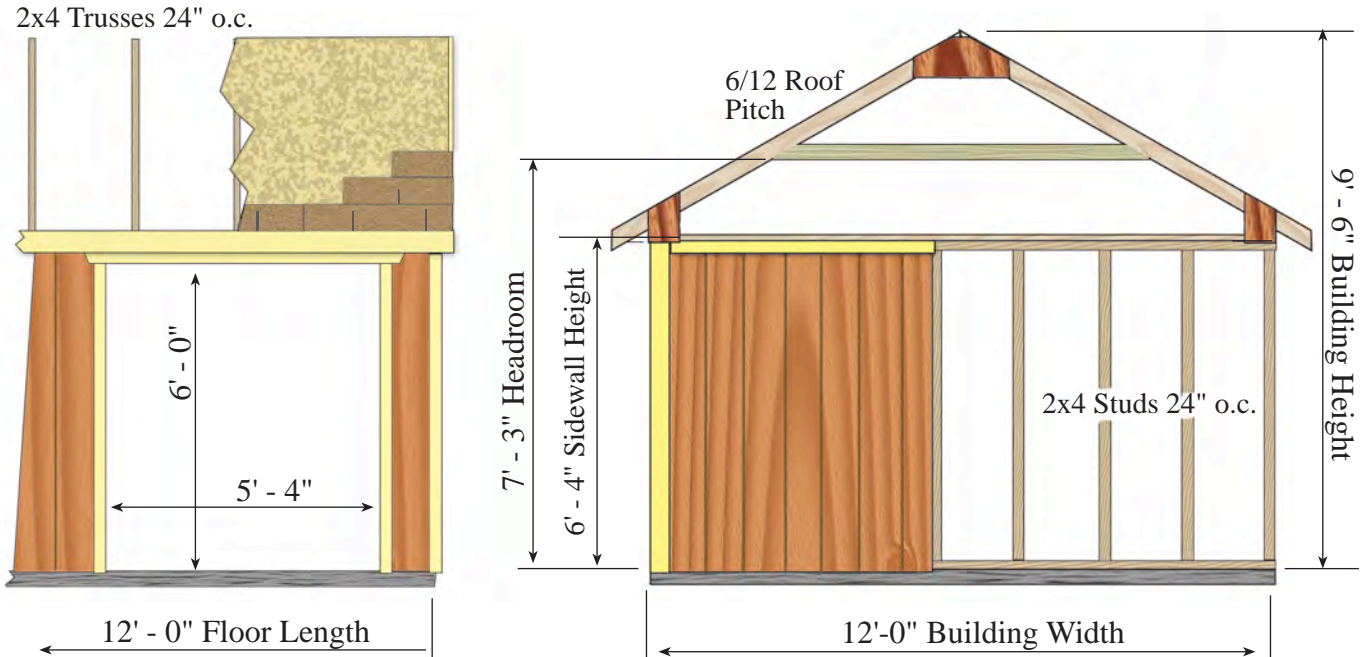 2x4 Trusses 24" o.c.
6' - 0"
5' - 4"
12' - 0" Floor Length
6/12 Roof
Pitch
7' - 3" Headroom
6' - 4" Sidewall Height
2x4 Studs 24" o.c.
9' - 6" Building Height
12'-0" Building Width